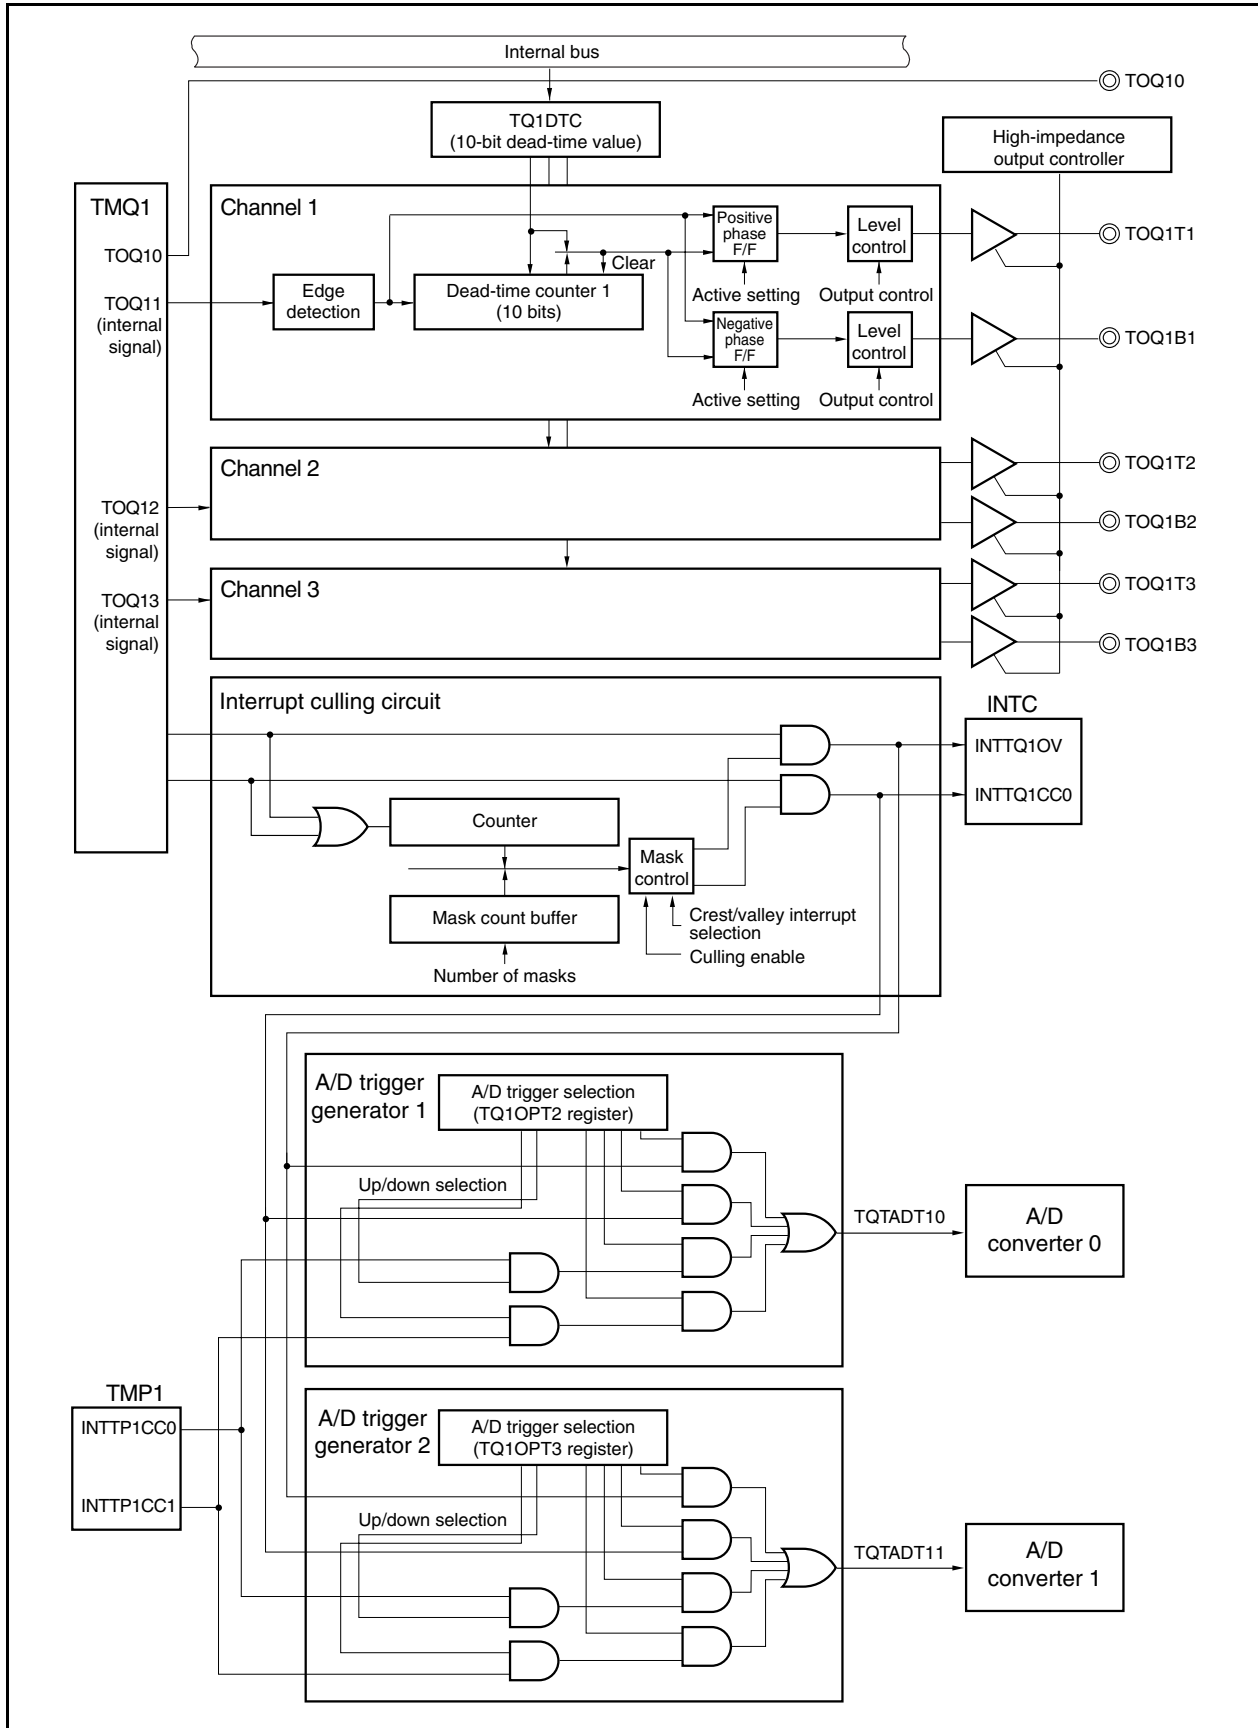 Internal bus
TOQ10
TQ1DTC
(10-bit dead-time value)
High-impedance
output controller
TMQ1
TOQ10
TOQ11
(internal
signal)
TOQ12
(internal
signal)
TOQ13
(internal
signal)
Channel 1
Edge
detection
Clear
Dead-time counter 1
(10 bits)
Positive
phase
F/F
Active setting
Level
control
Output control
TOQ1T1
Negative
phase
F/F
Active setting
Level
control
Output control
TOQ1B1
Channel 2
TOQ1T2
TOQ1B2
Channel 3
TOQ1T3
TOQ1B3
Interrupt culling circuit
Counter
Mask count buffer
Number of masks
Mask
control
Crest/valley interrupt
selection
Culling enable
INTC
INTTQ1OV
INTTQ1CC0
A/D trigger
generator 1
A/D trigger selection
(TQ1OPT2 register)
Up/down selection
TQTADT10
A/D
converter 0
TMP1
INTTP1CC0
INTTP1CC1
A/D trigger
generator 2
A/D trigger selection
(TQ1OPT3 register)
Up/down selection
TQTADT11
A/D
converter 1